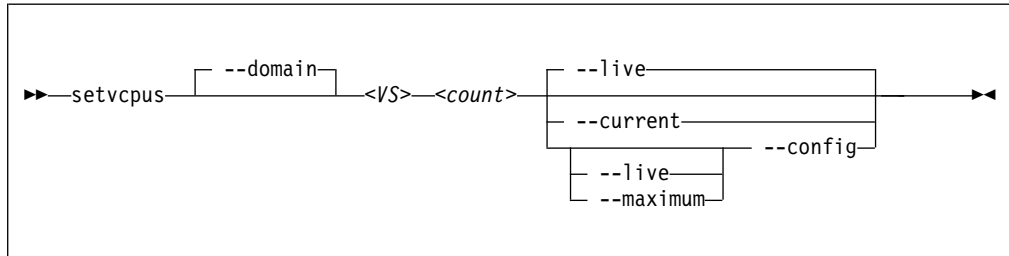 --domain --live
►►—setvcpus <VS> <count> ►◄
--current
--config
--live
--maximum